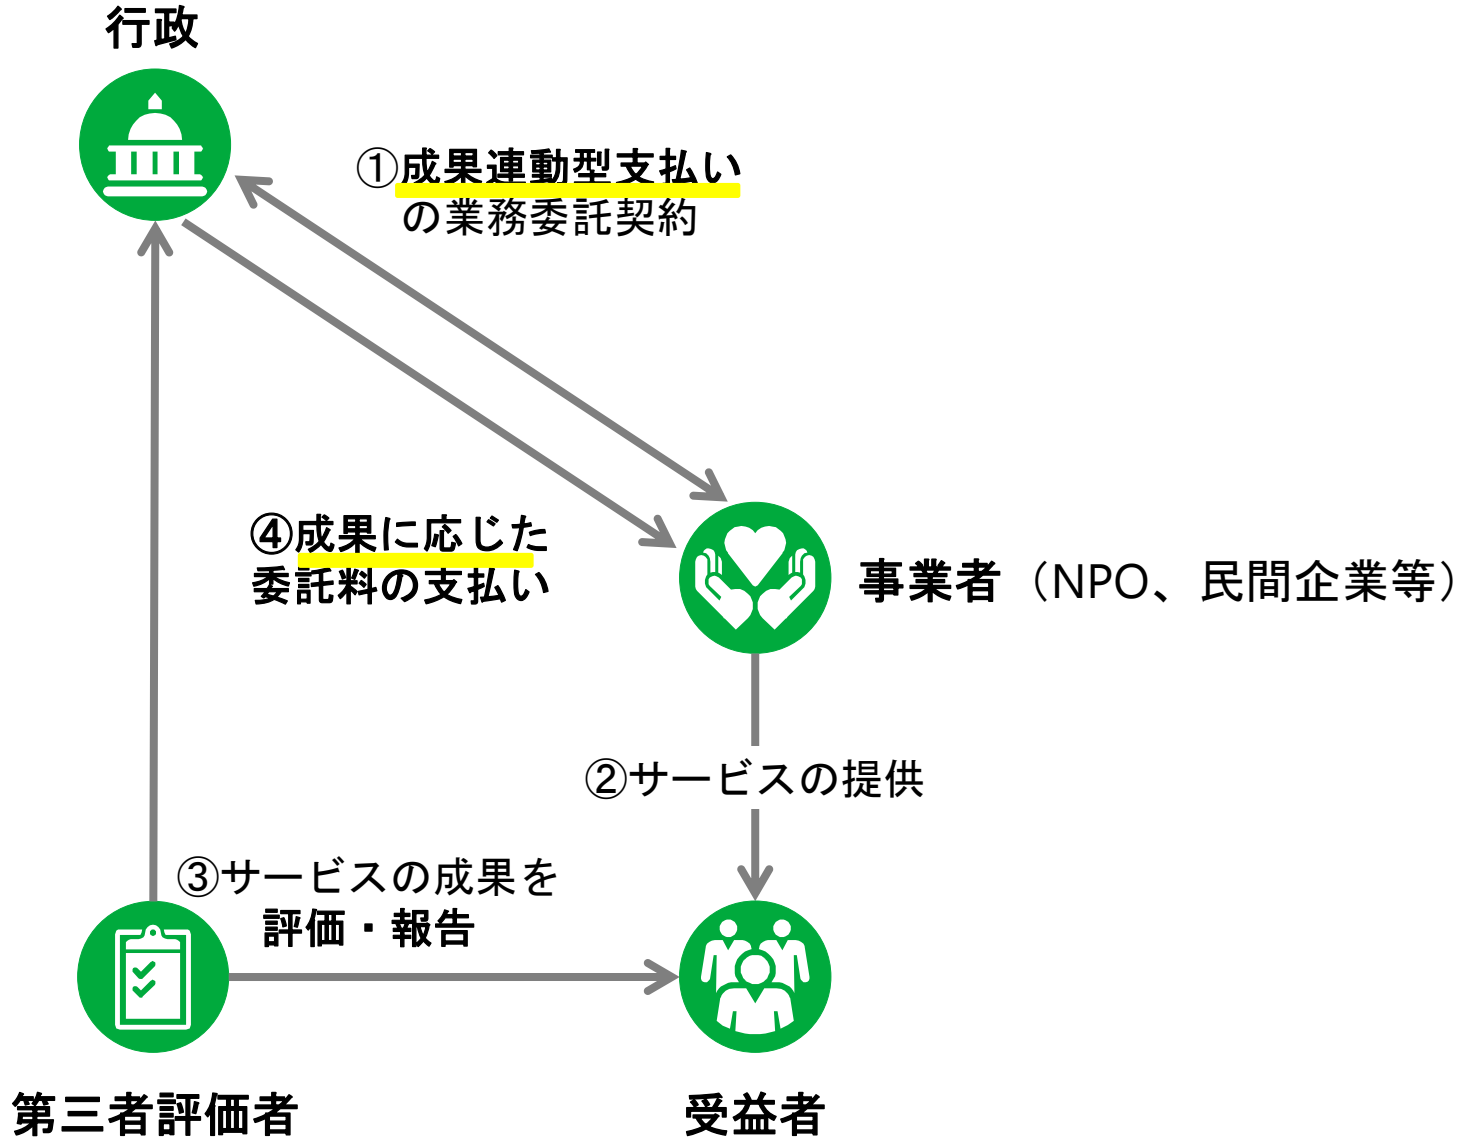 行政
①成果連動型支払い
の業務委託契約
④成果に応じた
委託料の支払い
事業者（NPO、民間企業等）
②サービスの提供
③サービスの成果を
評価・報告
第三者評価者
受益者